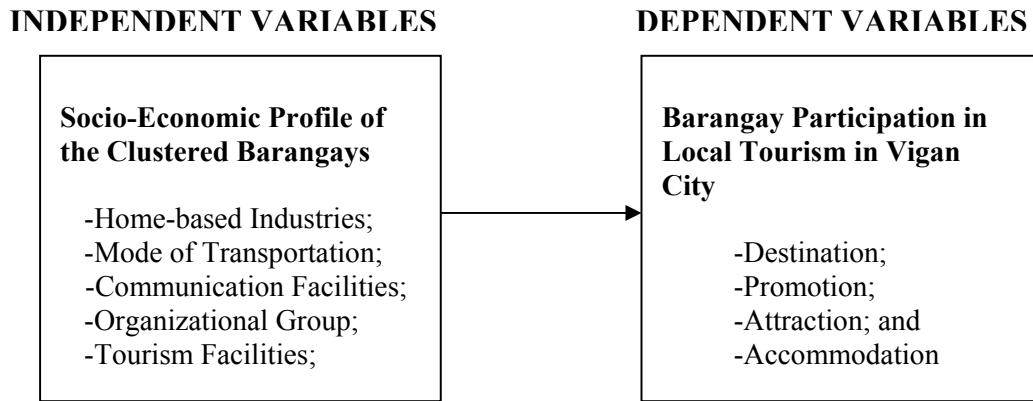 INDEPENDENT VARIABLES
DEPENDENT VARIABLES
Socio-Economic Profile of
the Clustered Barangays
-Home-based Industries;
-Mode of Transportation;
-Communication Facilities;
-Organizational Group;
-Tourism Facilities;
Barangay Participation in
Local Tourism in Vigan
City
-Destination;
-Promotion;
-Attraction; and
-Accommodation